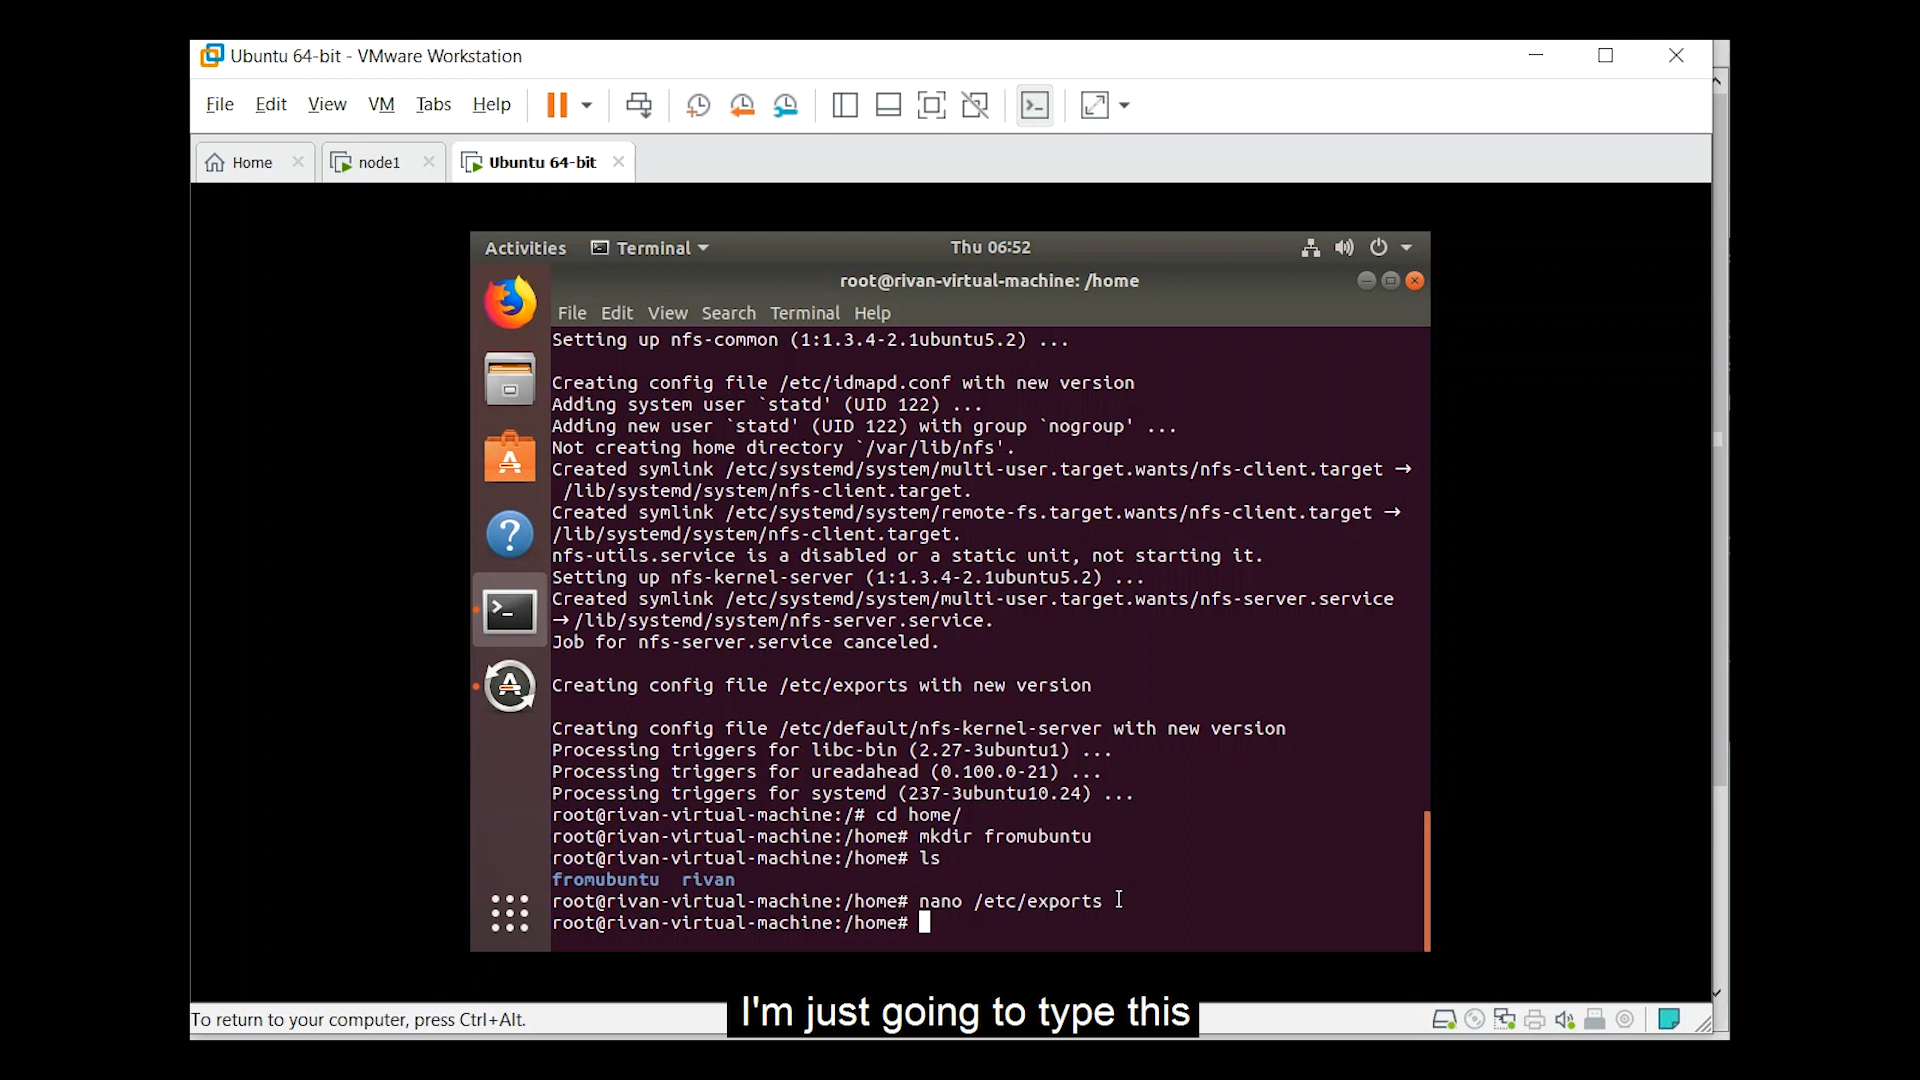 Ubuntu 64-bit - VMware Workstation
File Edit View VM Tabs Help
Home node1 Ubuntu 64-bit
Activities Terminal Thu 06:52
root@rivan-virtual-machine: /home
File Edit View Search Terminal Help
Setting up nfs-common (1:1.3.4-2.1ubuntu5.2) ...
Creating config file /etc/idmapd.conf with new version
Adding system user `statd' (UID 122) ...
Adding new user `statd' (UID 122) with group `nogroup' ...
Not creating home directory `/var/lib/nfs'.
Created symlink /etc/systemd/system/multi-user.target.wants/nfs-client.target →
/lib/systemd/system/nfs-client.target.
Created symlink /etc/systemd/system/remote-fs.target.wants/nfs-client.target →
/lib/systemd/system/nfs-client.target.
nfs-utils.service is a disabled or a static unit, not starting it.
Setting up nfs-kernel-server (1:1.3.4-2.1ubuntu5.2) ...
Created symlink /etc/systemd/system/multi-user.target.wants/nfs-server.service
→ /lib/systemd/system/nfs-server.service.
Job for nfs-server.service canceled.
Creating config file /etc/exports with new version
Creating config file /etc/default/nfs-kernel-server with new version
Processing triggers for libc-bin (2.27-3ubuntu1) ...
Processing triggers for ureadahead (0.100.0-21) ...
Processing triggers for systemd (237-3ubuntu10.24) ...
root@rivan-virtual-machine:/# cd home/
root@rivan-virtual-machine:/home# mkdir fromubuntu
root@rivan-virtual-machine:/home# ls
fromubuntu rivan
root@rivan-virtual-machine:/home# nano /etc/exports
root@rivan-virtual-machine:/home#
I'm just going to type this
To return to your computer, press Ctrl+Alt.